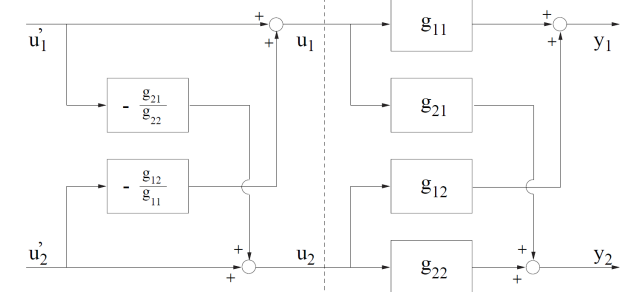 + + g11 + +
u'1 u1 y1
- g21/g22 g21
- g12/g11 g12
u'2 + + u2 g22 + + y2